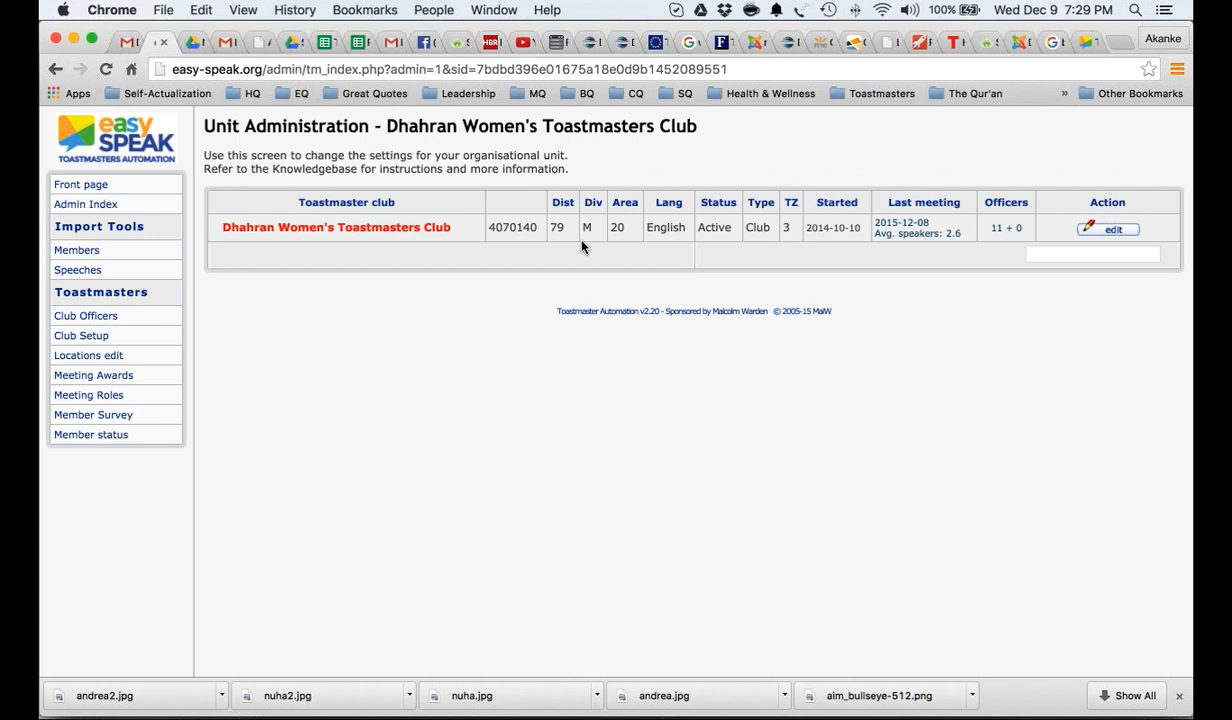 Chrome File Edit View History Bookmarks People Window Help 100% Wed Dec 9 7:29 PM
Akanke
easy-speak.org/admin/tm_index.php?admin=1&sid=7bdbd396e01675a18e0d9b1452089551
Apps Self-Actualization HQ EQ Great Quotes Leadership MQ BQ CQ SQ Health & Wellness Toastmasters The Qur'an » Other Bookmarks
easy
SPEAK
TOASTMASTERS AUTOMATION
Front page
Admin Index
Import Tools
Members
Speeches
Toastmasters
Club Officers
Club Setup
Locations edit
Meeting Awards
Meeting Roles
Member Survey
Member status
Unit Administration - Dhahran Women's Toastmasters Club
Use this screen to change the settings for your organisational unit.
Refer to the Knowledgebase for instructions and more information.
Toastmaster club Dist Div Area Lang Status Type TZ Started Last meeting Officers Action
Dhahran Women's Toastmasters Club 4070140 79 M 20 English Active Club 3 2014-10-10 2015-12-08 11 + 0 edit
Avg. speakers: 2.6
Toastmaster Automation v2.20 - Sponsored by Malcolm Warden © 2005-15 MalW
andrea2.jpg nuha2.jpg nuha.jpg andrea.jpg aim_bullseye-512.png Show All